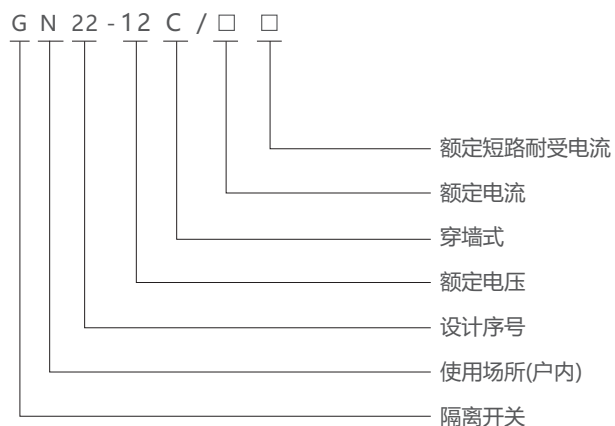 G N 22 - 12 C / □ □
额定短路耐受电流
额定电流
穿墙式
额定电压
设计序号
使用场所(户内)
隔离开关